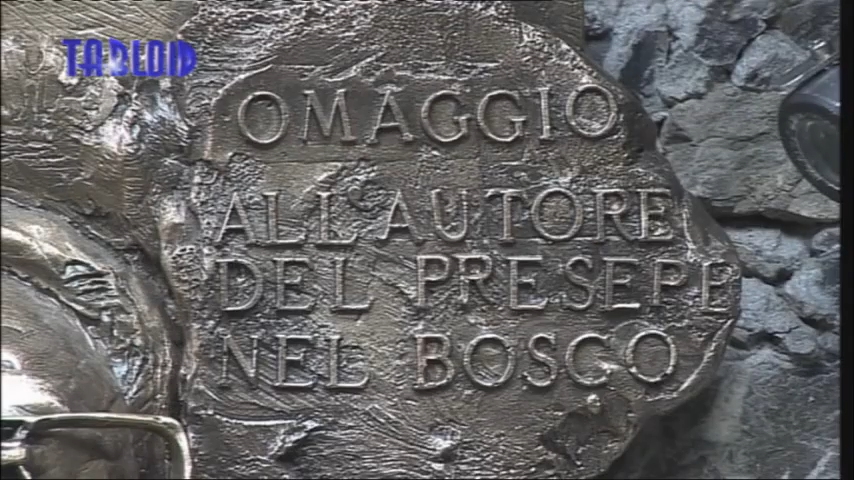 TABLOID
OMAGGIO
ALL'AUTORE
DEL PRESEPE
NEL BOSCO